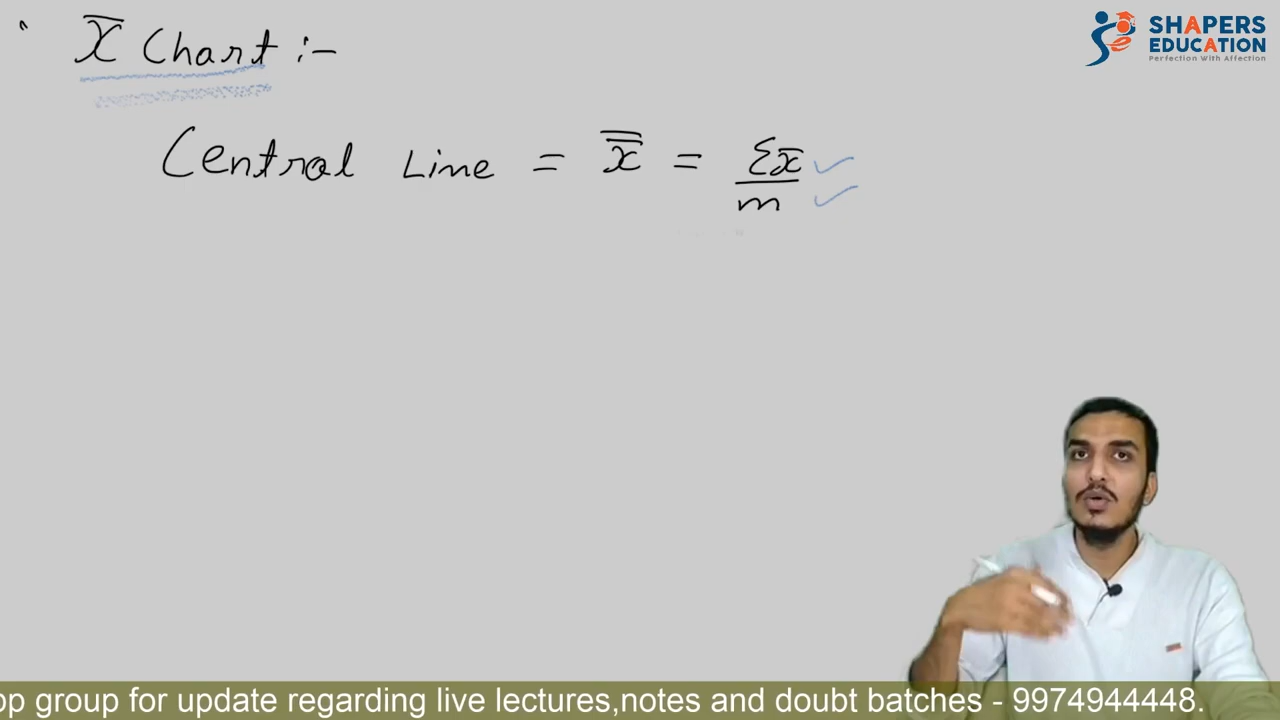 X̄ Chart :-
SHAPERS
EDUCATION
Perfection With Affection
Central Line = x̿ = Σx̄
m
pp group for update regarding live lectures,notes and doubt batches - 9974944448.